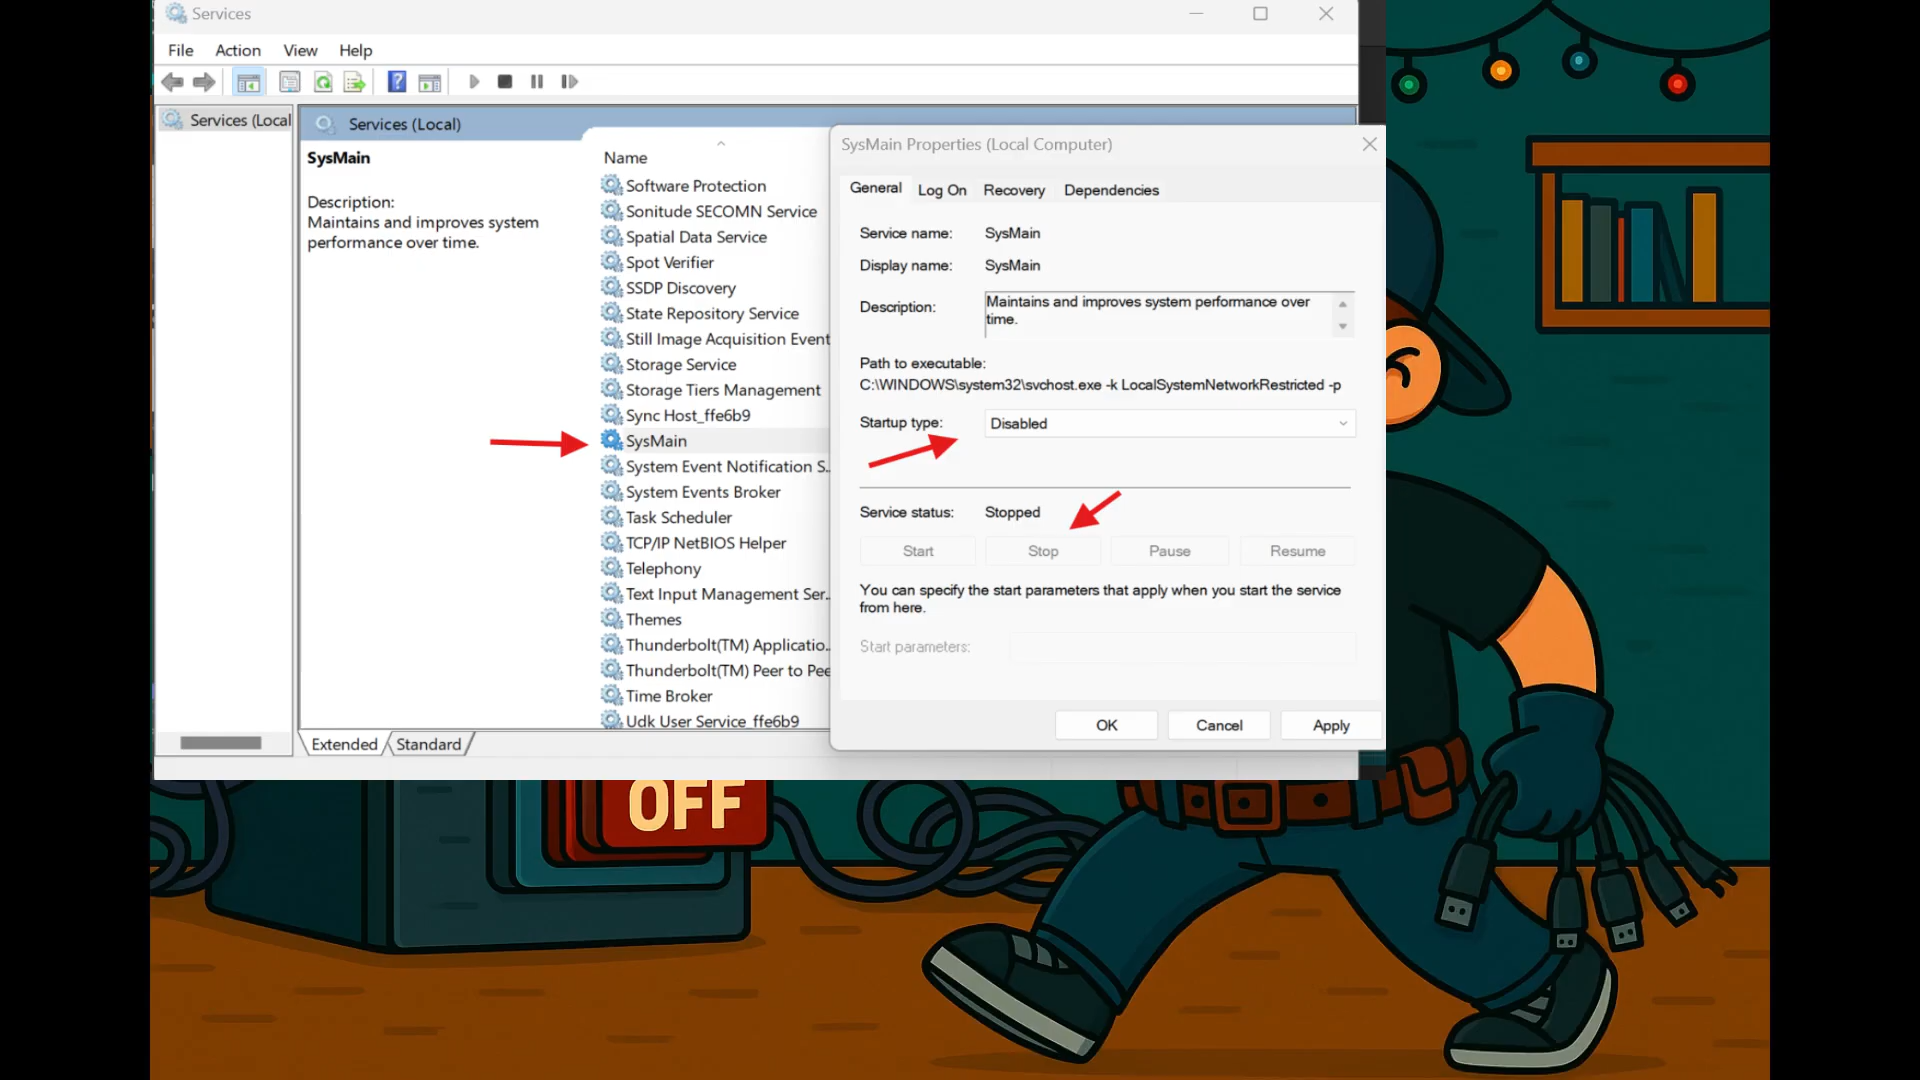 Services
File Action View Help
Services (Local
Services (Local)
SysMain
Description:
Maintains and improves system
performance over time.
Name
Software Protection
Sonitude SECOMN Service
Spatial Data Service
Spot Verifier
SSDP Discovery
State Repository Service
Still Image Acquisition Event
Storage Service
Storage Tiers Management
Sync Host_ffe6b9
SysMain
System Event Notification S..
System Events Broker
Task Scheduler
TCP/IP NetBIOS Helper
Telephony
Text Input Management Ser..
Themes
Thunderbolt(TM) Applicatio..
Thunderbolt(TM) Peer to Pee
Time Broker
Udk User Service_ffe6b9
Extended Standard
SysMain Properties (Local Computer)
General Log On Recovery Dependencies
Service name: SysMain
Display name: SysMain
Description: Maintains and improves system performance over
time.
Path to executable:
C:\WINDOWS\system32\svchost.exe -k LocalSystemNetworkRestricted -p
Startup type: Disabled
Service status: Stopped
Start Stop Pause Resume
You can specify the start parameters that apply when you start the service
from here.
Start parameters:
OK Cancel Apply
OFF